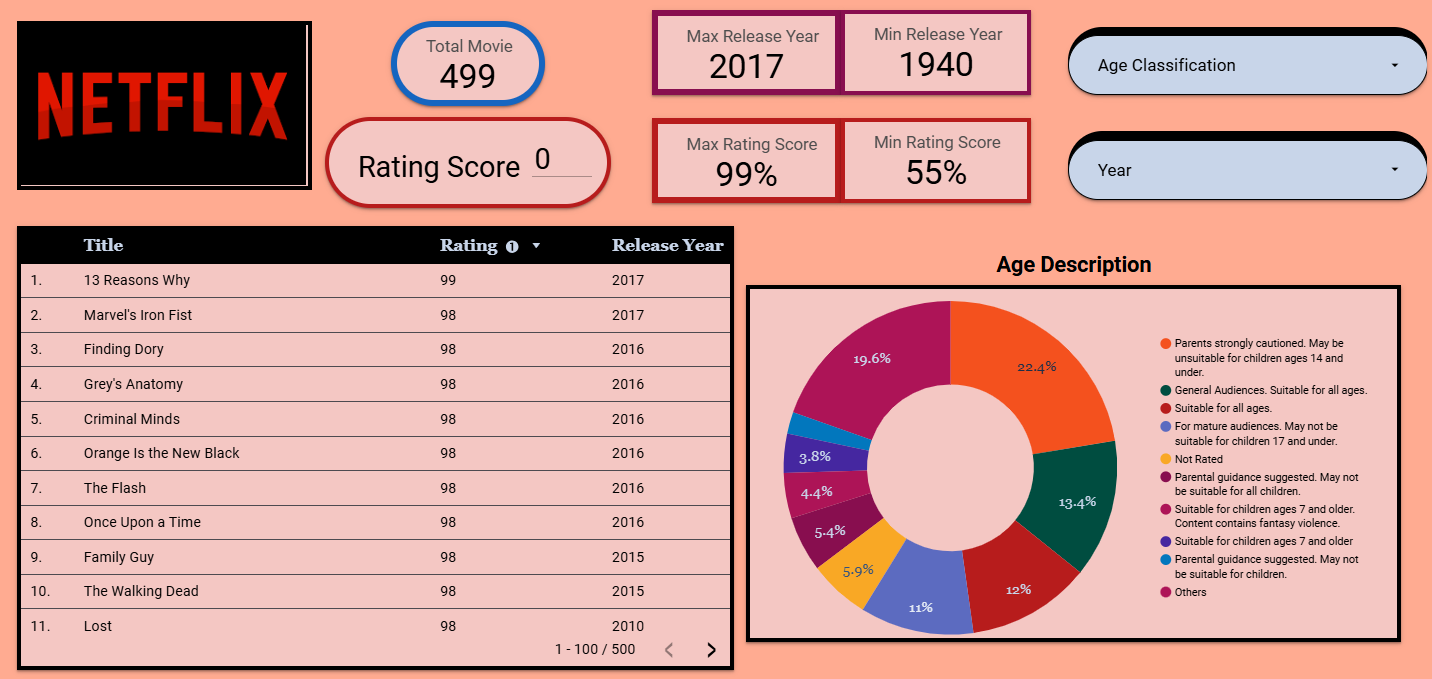 NETFLIX
Total Movie
499
Rating Score 0
Max Release Year
2017
Min Release Year
1940
Max Rating Score
99%
Min Rating Score
55%
Age Classification
Year
Title Rating 1 Release Year
1. 13 Reasons Why 99 2017
2. Marvel's Iron Fist 98 2017
3. Finding Dory 98 2016
4. Grey's Anatomy 98 2016
5. Criminal Minds 98 2016
6. Orange Is the New Black 98 2016
7. The Flash 98 2016
8. Once Upon a Time 98 2016
9. Family Guy 98 2015
10. The Walking Dead 98 2015
11. Lost 98 2010
1 - 100 / 500
Age Description
22.4%
13.4%
12%
11%
5.9%
5.4%
4.4%
3.8%
19.6%
Parents strongly cautioned. May be
unsuitable for children ages 14 and
under.
General Audiences. Suitable for all ages.
Suitable for all ages.
For mature audiences. May not be
suitable for children 17 and under.
Not Rated
Parental guidance suggested. May not
be suitable for all children.
Suitable for children ages 7 and older.
Content contains fantasy violence.
Suitable for children ages 7 and older
Parental guidance suggested. May not
be suitable for children.
Others